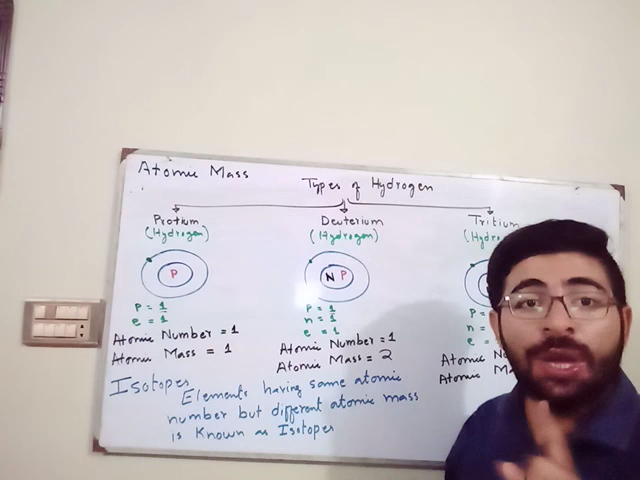 Atomic Mass
Types of Hydrogen
Protium
(Hydrogen)
P
P = 1
e = 1
Atomic Number = 1
Atomic Mass = 1
Deuterium
(Hydrogen)
N P
P = 1
n = 1
e = 1
Atomic Number = 1
Atomic Mass = 2
Tritium
P =
n =
Atomic
Atomic
Isotopes
Elements having same atomic
number but different atomic mass
is known as Isotopes